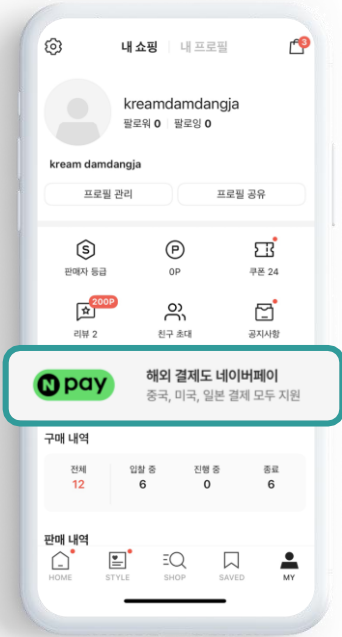 내 쇼핑 내 프로필 3
kreamdamdangja
팔로워 0 팔로잉 0
kream damdangja
프로필 관리 프로필 공유
S P
판매자 등급 0P 쿠폰 24
200P
리뷰 2 친구 초대 공지사항
N pay 해외 결제도 네이버페이
중국, 미국, 일본 결제 모두 지원
구매 내역
전체 입찰 중 진행 중 종료
12 6 0 6
판매 내역
HOME STYLE SHOP SAVED MY